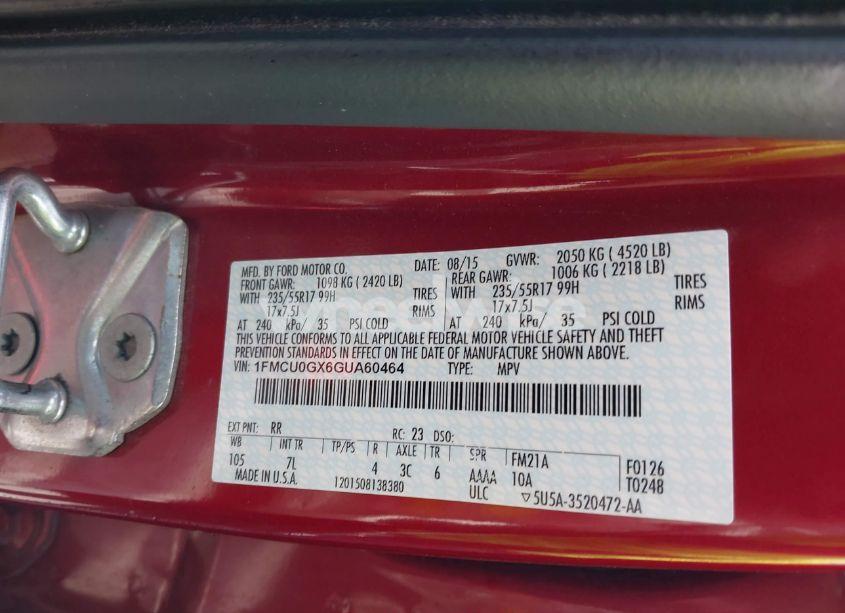 MFD. BY FORD MOTOR CO. DATE: 08/15 GVWR: 2050 KG ( 4520 LB)
FRONT GAWR: 1098 KG ( 2420 LB) REAR GAWR: 1006 KG ( 2218 LB)
WITH 235/55R17 99H TIRES WITH 235/55R17 99H TIRES
17x7.5J RIMS 17x7.5J RIMS
AT 240 kPa/ 35 PSI COLD AT 240 kPa/ 35 PSI COLD
THIS VEHICLE CONFORMS TO ALL APPLICABLE FEDERAL MOTOR VEHICLE SAFETY AND THEFT
PREVENTION STANDARDS IN EFFECT ON THE DATE OF MANUFACTURE SHOWN ABOVE.
VIN: 1FMCU0GX6GUA60464 TYPE: MPV
EXT PNT: RR RC: 23 DSO:
WB INT TR TP/PS R AXLE TR SPR FM21A F0126
105 7L 4 3C 6 AAAA 10A T0248
MADE IN U.S.A. 1201508138380 ULC ▽5U5A-3520472-AA